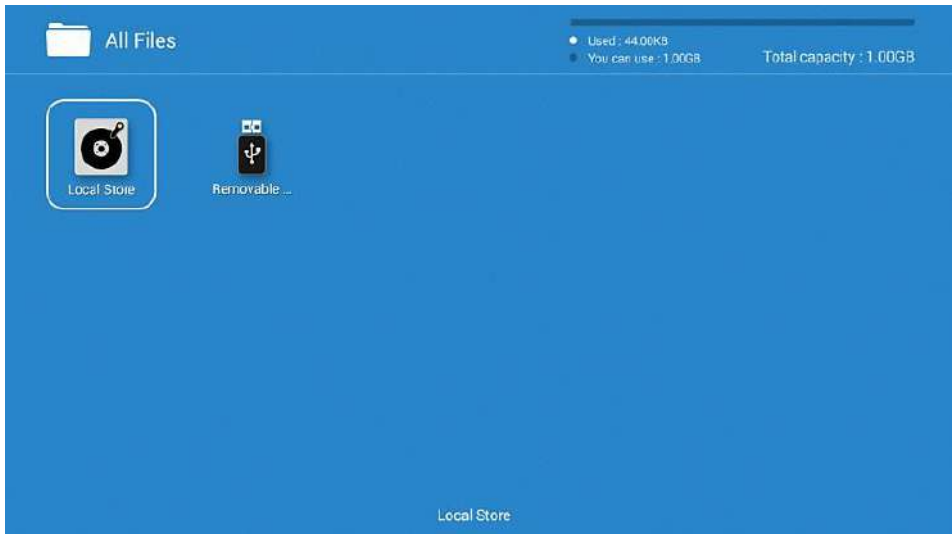 All Files
Used : 44.00KB
You can use : 1.00GB
Total capacity : 1.00GB
Local Store
Removable ...
Local Store